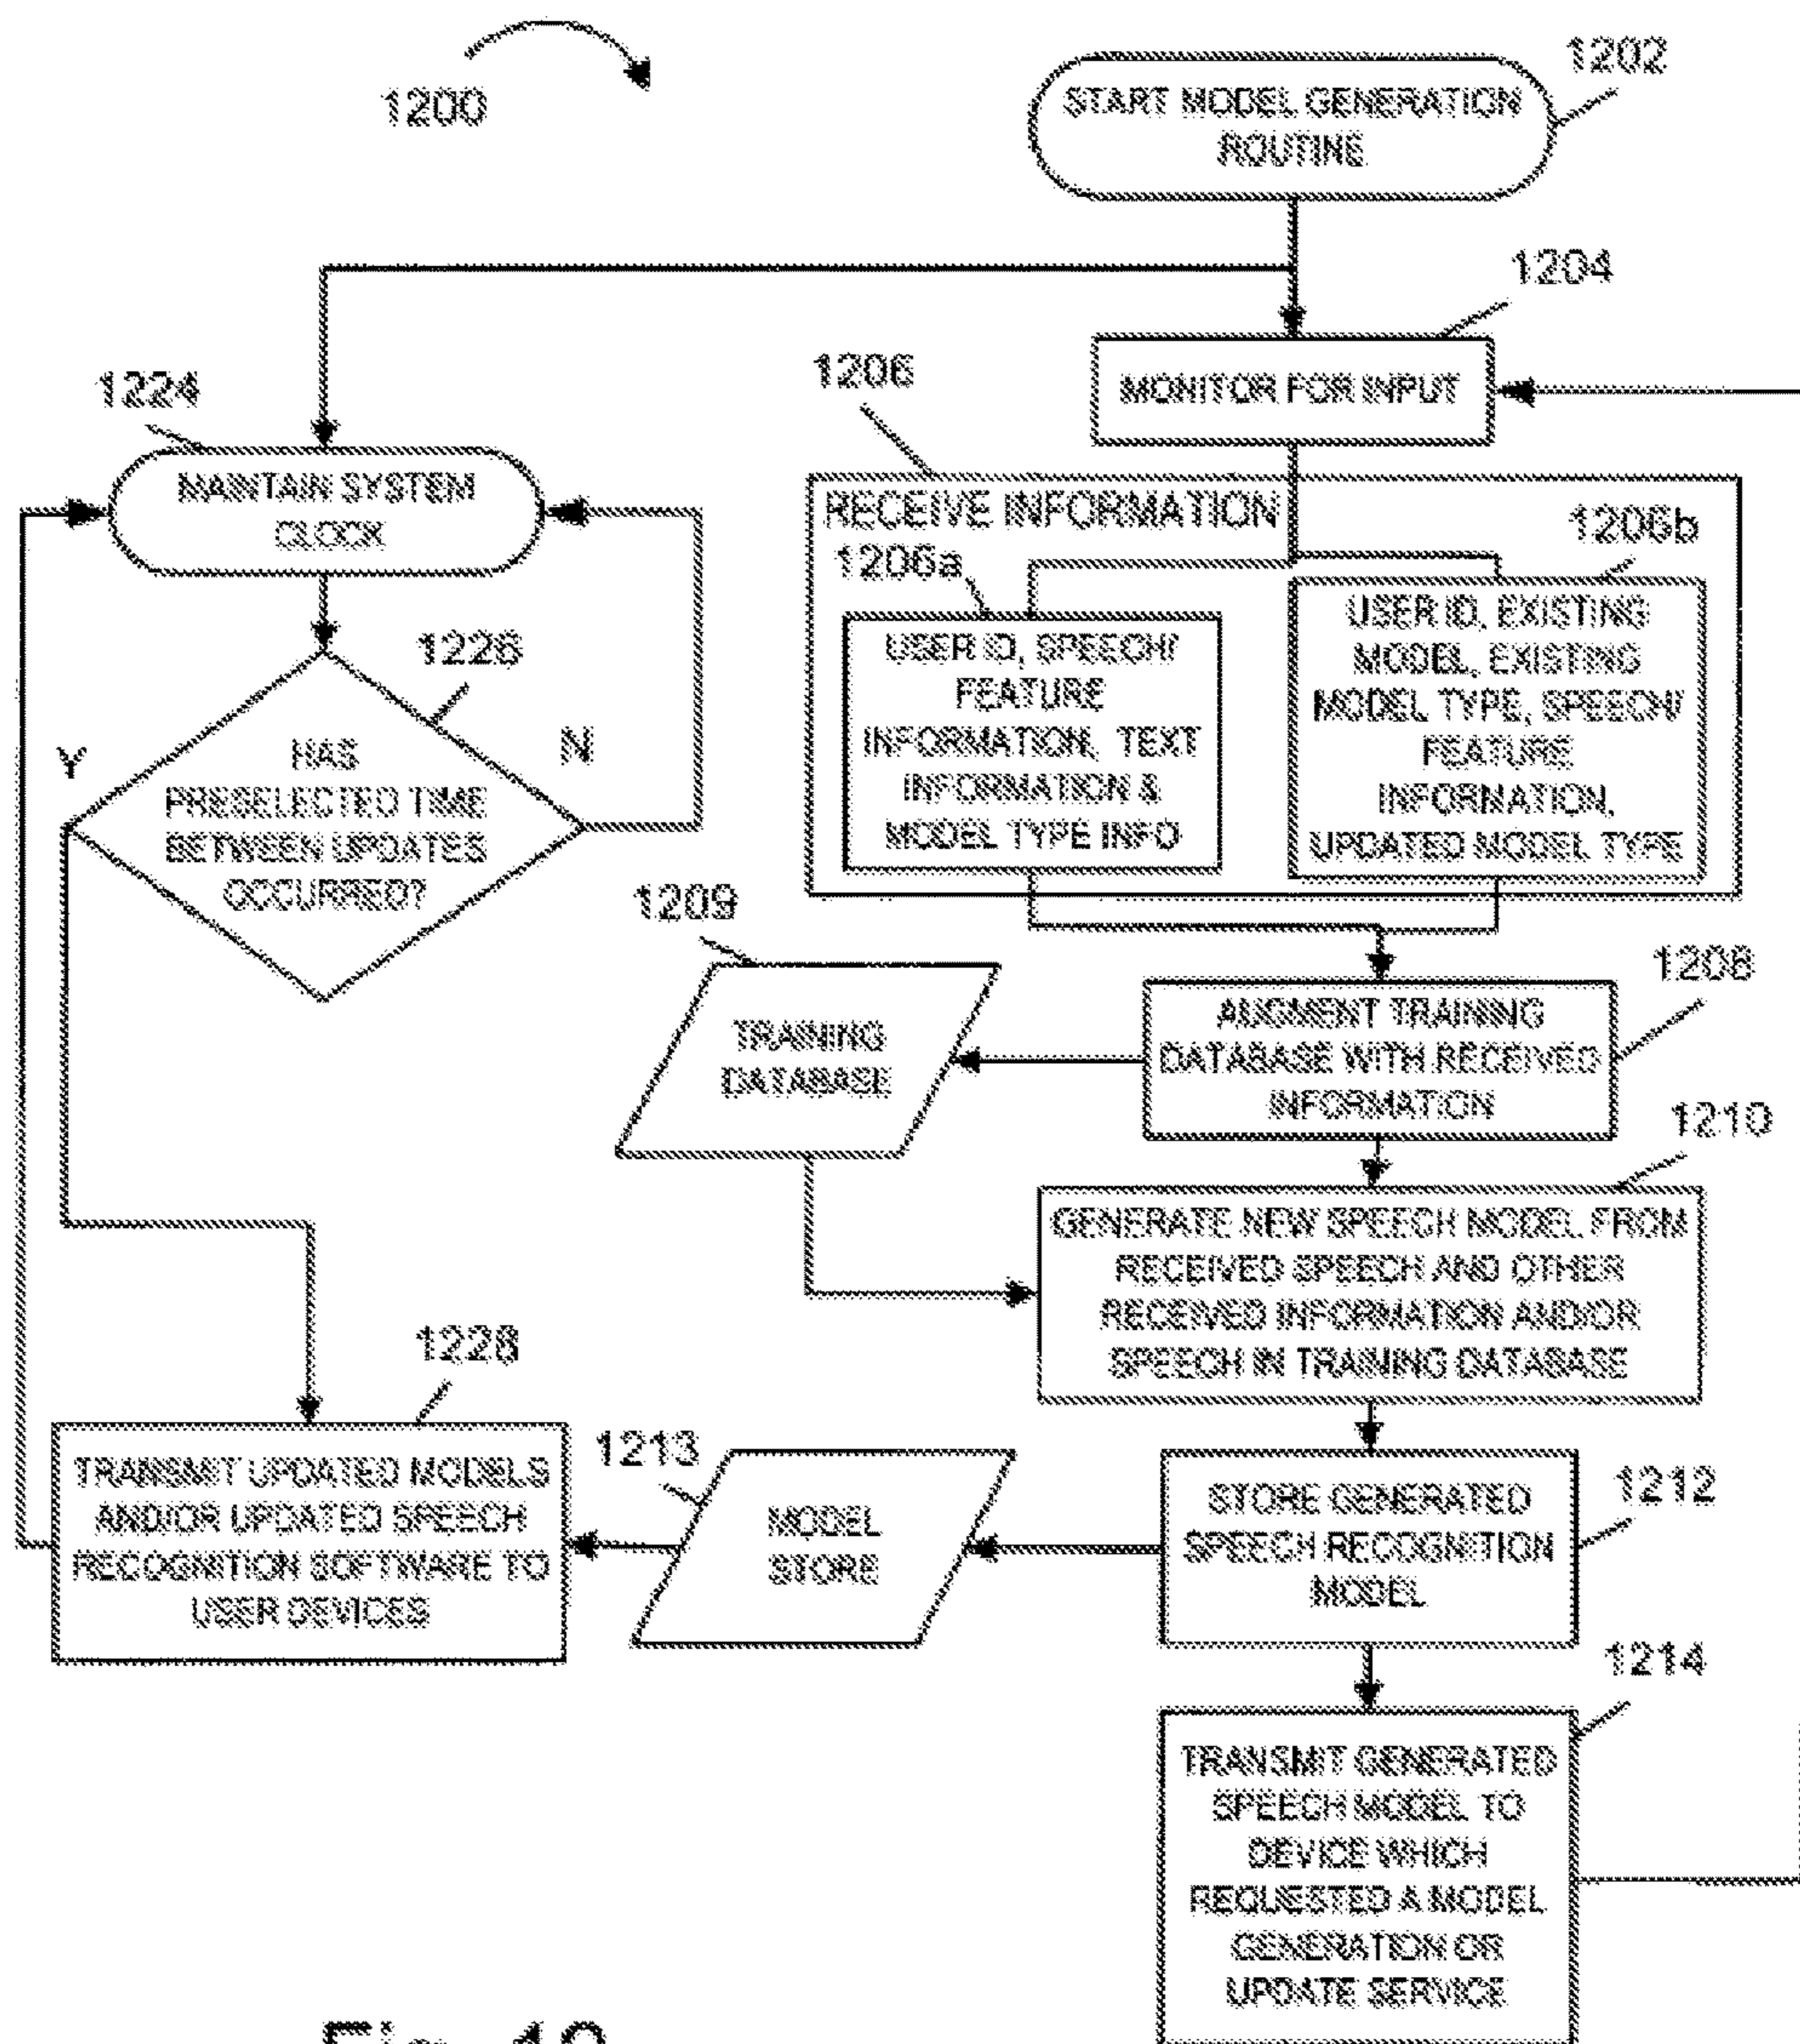 1200
1202
START MODEL GENERATION
ROUTINE
1204
MONITOR FOR INPUT
1206
RECEIVE INFORMATION
1206a
USER ID, SPEECH/
FEATURE
INFORMATION, TEXT
INFORMATION &
MODEL TYPE INFO
1206b
USER ID, EXISTING
MODEL, EXISTING
MODEL TYPE, SPEECH/
FEATURE
INFORMATION,
UPDATED MODEL TYPE
1224
MAINTAIN SYSTEM
CLOCK
1226
Y
N
HAS
PRESELECTED TIME
BETWEEN UPDATES
OCCURRED?
1209
TRAINING
DATABASE
1208
AUGMENT TRAINING
DATABASE WITH RECEIVED
INFORMATION
1210
GENERATE NEW SPEECH MODEL FROM
RECEIVED SPEECH AND OTHER
RECEIVED INFORMATION AND/OR
SPEECH IN TRAINING DATABASE
1228
TRANSMIT UPDATED MODELS
AND/OR UPDATED SPEECH
RECOGNITION SOFTWARE TO
USER DEVICES
1213
MODEL
STORE
1212
STORE GENERATED
SPEECH RECOGNITION
MODEL
1214
TRANSMIT GENERATED
SPEECH MODEL TO
DEVICE WHICH
REQUESTED A MODEL
GENERATION OR
UPDATE SERVICE